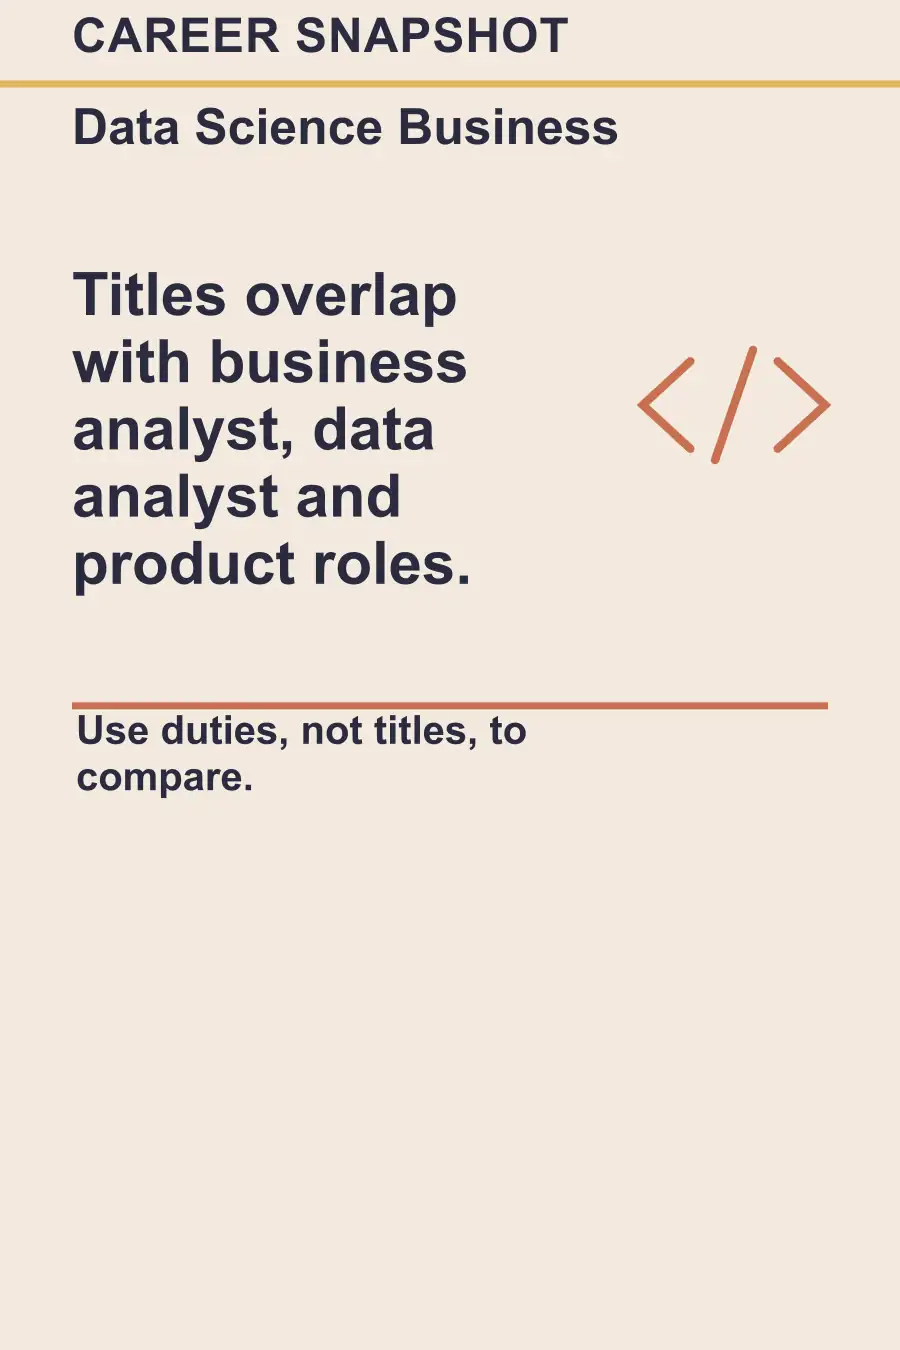 CAREER SNAPSHOT
Data Science Business
Titles overlap
with business
analyst, data
analyst and
product roles.
Use duties, not titles, to
compare.